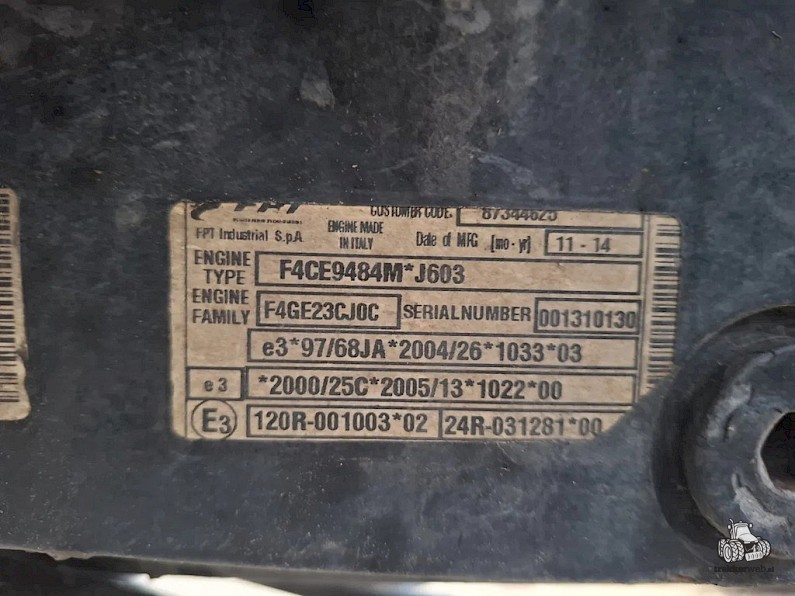 FPT CUSTOMER CODE. 87344625
FPT Industrial S.p.A. ENGINE MADE IN ITALY Date of MFG [mo - yr] 11 - 14
ENGINE TYPE F4CE9484M*J603
ENGINE FAMILY F4GE23CJ0C SERIALNUMBER 001310130
e3*97/68JA*2004/26*1033*03
e3 *2000/25C*2005/13*1022*00
E3 120R-001003*02 24R-031281*00